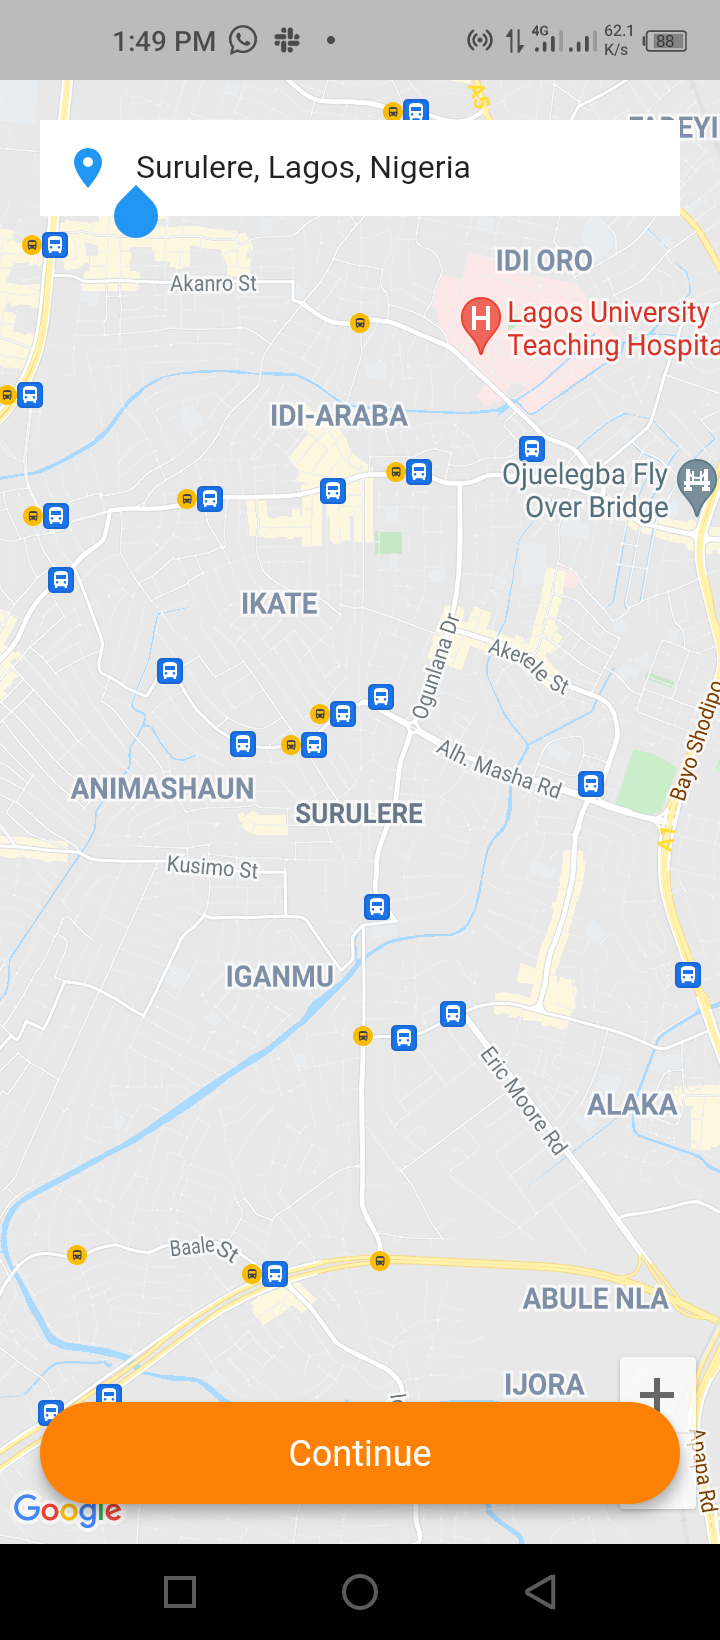 1:49 PM
4G
62.1
K/s
88
A5
Surulere, Lagos, Nigeria
IDI ORO
Akanro St
Lagos University
Teaching Hospita
IDI-ARABA
Ojuelegba Fly
Over Bridge
IKATE
Ogunlana Dr
Akerele St
Alh. Masha Rd
Bayo Shodipo
ANIMASHAUN
SURULERE
A1
Kusimo St
IGANMU
Eric Moore Rd
ALAKA
Baale St
ABULE NLA
IJORA
Continue
Apapa Rd
Google